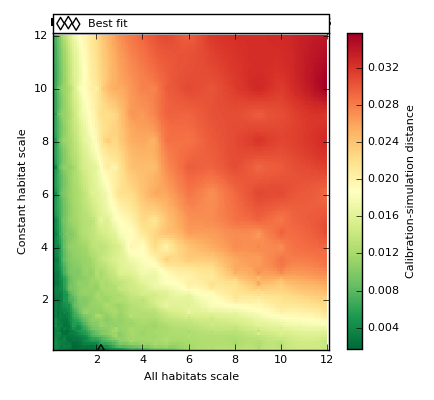 Best fit
12
10
8
6
4
2
2 4 6 8 10 12
Constant habitat scale
All habitats scale
0.032
0.028
0.024
0.020
0.016
0.012
0.008
0.004
Calibration-simulation distance